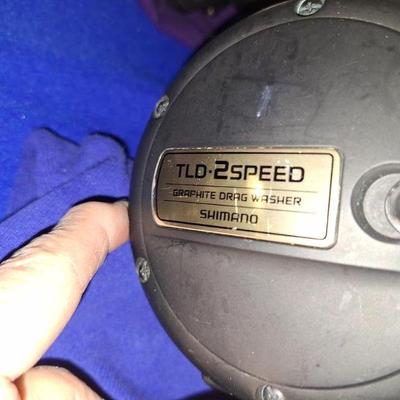 TLD·2SPEED
GRAPHITE DRAG WASHER
SHIMANO